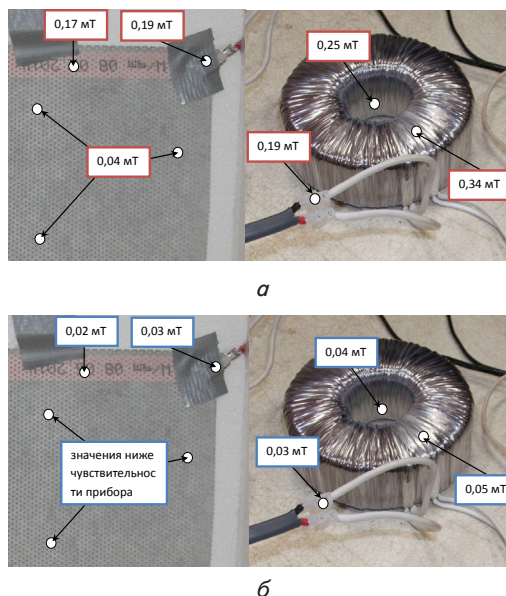 0,17 мТ
0,19 мТ
0,25 мТ
0,04 мТ
0,19 мТ
0,34 мТ
а
0,02 мТ
0,03 мТ
0,04 мТ
значения ниже
чувствительнос
ти прибора
0,03 мТ
0,05 мТ
б